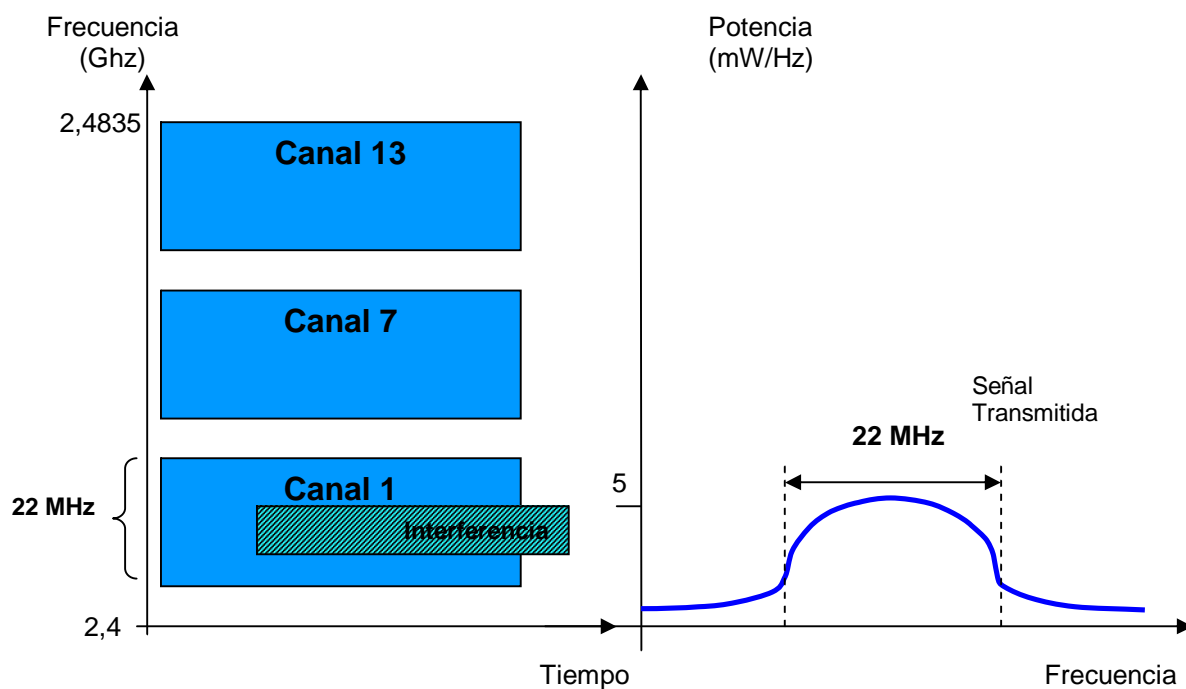 Frecuencia
(Ghz)
2,4835
Canal 13
Canal 7
Canal 1
22 MHz
Interferencia
2,4
Tiempo
Potencia
(mW/Hz)
Señal
Transmitida
22 MHz
5
Frecuencia